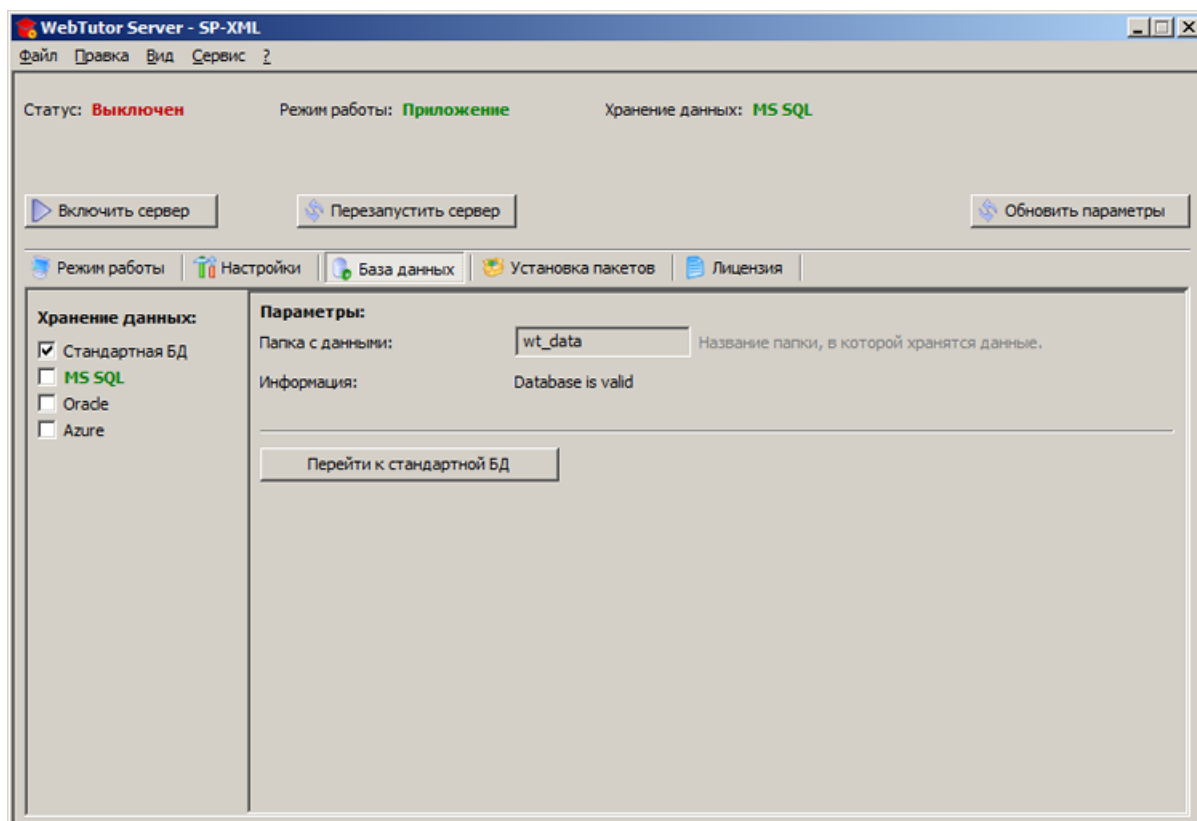 WebTutor Server - SP-XML
Файл Правка Вид Сервис ?
Статус: Выключен Режим работы: Приложение Хранение данных: MS SQL
Включить сервер Перезапустить сервер Обновить параметры
Режим работы Настройки База данных Установка пакетов Лицензия
Хранение данных:
Стандартная БД
MS SQL
Oracle
Azure
Параметры:
Папка с данными: wt_data Название папки, в которой хранятся данные.
Информация: Database is valid
Перейти к стандартной БД